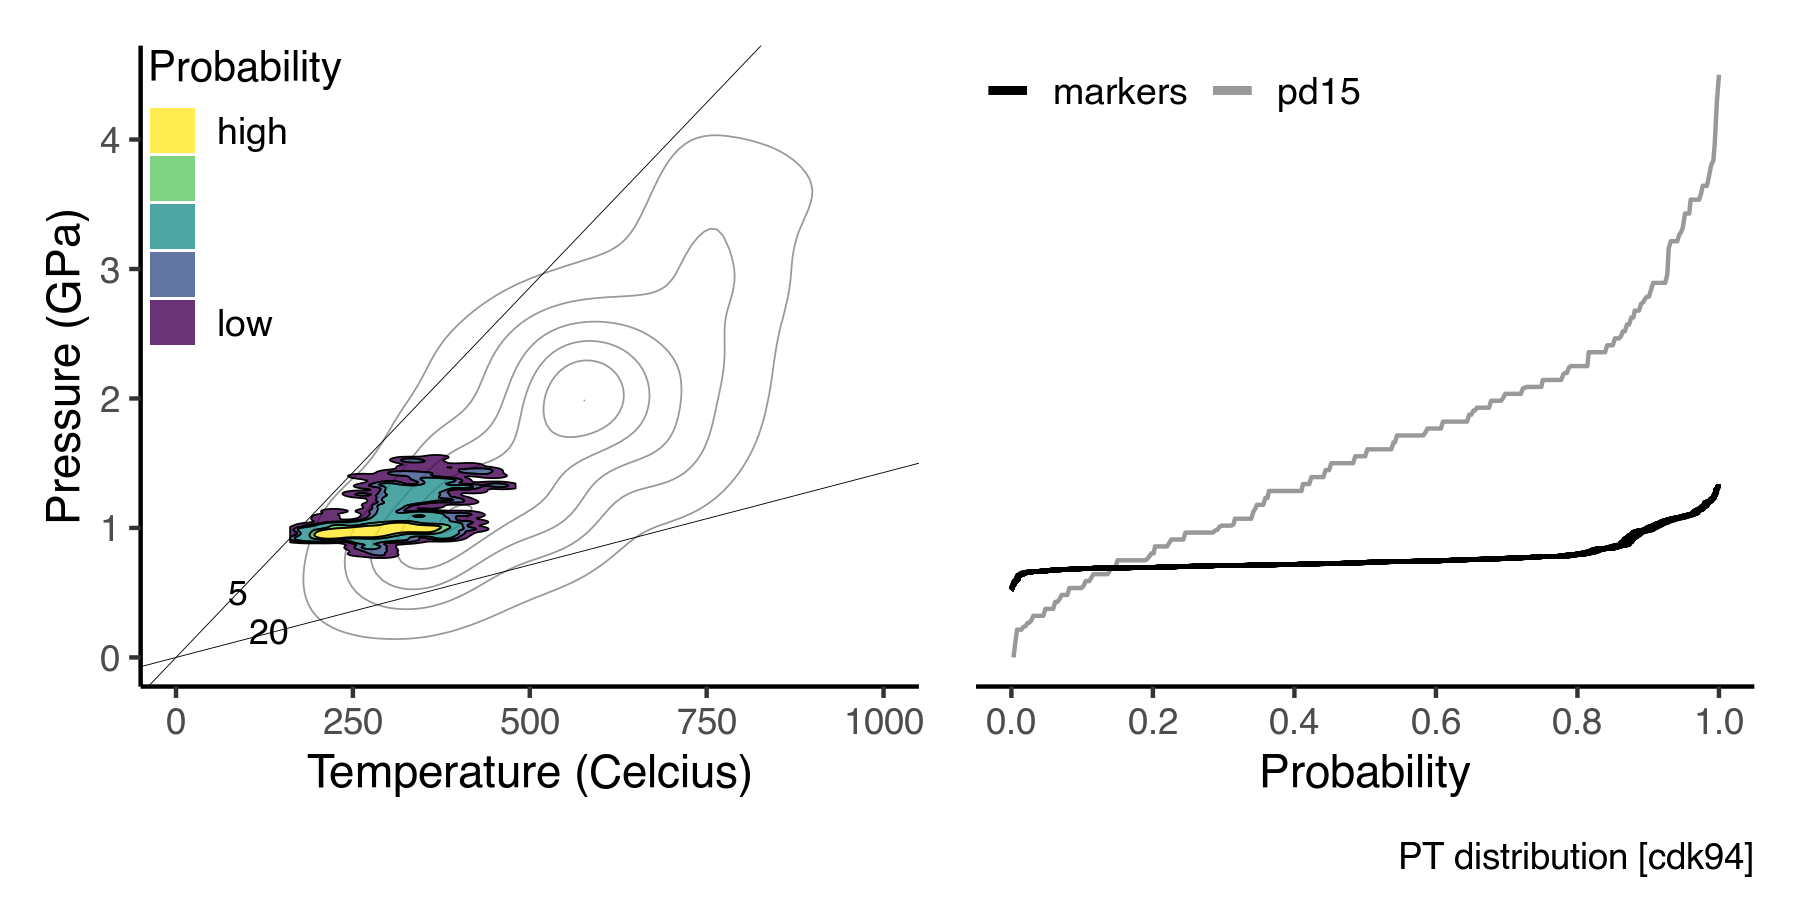 Probability
high
low
Pressure (GPa)
4
3
2
1
0
5
20
0 250 500 750 1000
Temperature (Celcius)
markers pd15
0.0 0.2 0.4 0.6 0.8 1.0
Probability
PT distribution [cdk94]